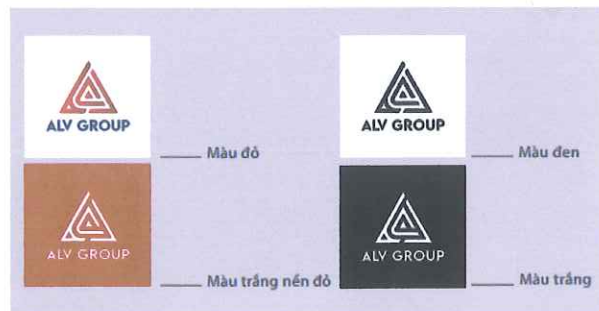 ALV GROUP
ALV GROUP
Màu đỏ
Màu đen
ALV GROUP
ALV GROUP
Màu trắng nền đỏ
Màu trắng